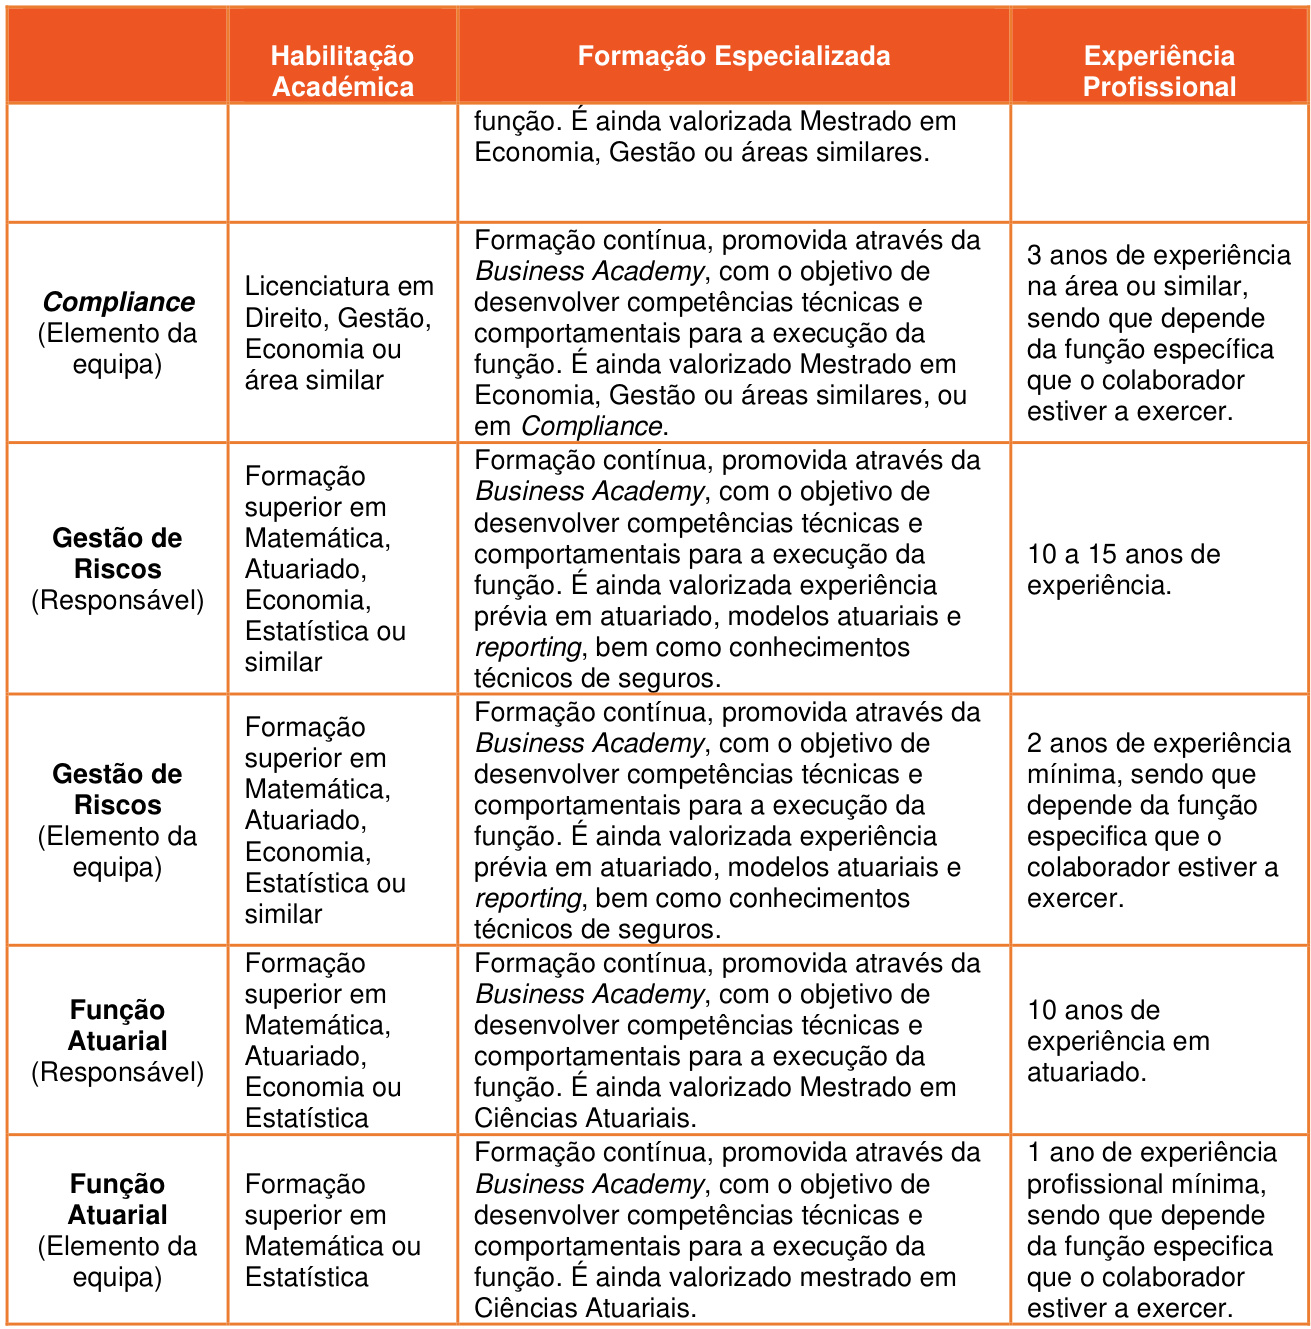 Habilitação
Académica
Formação Especializada
Experiência
Profissional
função. É ainda valorizada Mestrado em
Economia, Gestão ou áreas similares.
Compliance
(Elemento da
equipa)
Licenciatura em
Direito, Gestão,
Economia ou
área similar
Formação contínua, promovida através da
Business Academy, com o objetivo de
desenvolver competências técnicas e
comportamentais para a execução da
função. É ainda valorizado Mestrado em
Economia, Gestão ou áreas similares, ou
em Compliance.
3 anos de experiência
na área ou similar,
sendo que depende
da função específica
que o colaborador
estiver a exercer.
Gestão de
Riscos
(Responsável)
Formação
superior em
Matemática,
Atuariado,
Economia,
Estatística ou
similar
Formação contínua, promovida através da
Business Academy, com o objetivo de
desenvolver competências técnicas e
comportamentais para a execução da
função. É ainda valorizada experiência
prévia em atuariado, modelos atuariais e
reporting, bem como conhecimentos
técnicos de seguros.
10 a 15 anos de
experiência.
Gestão de
Riscos
(Elemento da
equipa)
Formação
superior em
Matemática,
Atuariado,
Economia,
Estatística ou
similar
Formação contínua, promovida através da
Business Academy, com o objetivo de
desenvolver competências técnicas e
comportamentais para a execução da
função. É ainda valorizada experiência
prévia em atuariado, modelos atuariais e
reporting, bem como conhecimentos
técnicos de seguros.
2 anos de experiência
mínima, sendo que
depende da função
especifica que o
colaborador estiver a
exercer.
Função
Atuarial
(Responsável)
Formação
superior em
Matemática,
Atuariado,
Economia ou
Estatística
Formação contínua, promovida através da
Business Academy, com o objetivo de
desenvolver competências técnicas e
comportamentais para a execução da
função. É ainda valorizado Mestrado em
Ciências Atuariais.
10 anos de
experiência em
atuariado.
Função
Atuarial
(Elemento da
equipa)
Formação
superior em
Matemática ou
Estatística
Formação contínua, promovida através da
Business Academy, com o objetivo de
desenvolver competências técnicas e
comportamentais para a execução da
função. É ainda valorizado mestrado em
Ciências Atuariais.
1 ano de experiência
profissional mínima,
sendo que depende
da função especifica
que o colaborador
estiver a exercer.